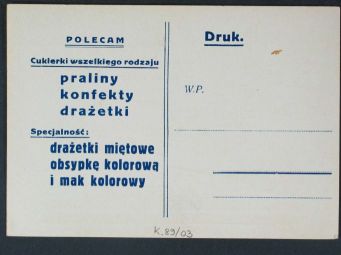 POLECAM
Cukierki wszelkiego rodzaju
praliny
konfekty
drażetki
Specjalność:
drażetki miętowe
obsypkę kolorową
i mak kolorowy
Druk.
W.P.
K.89/03